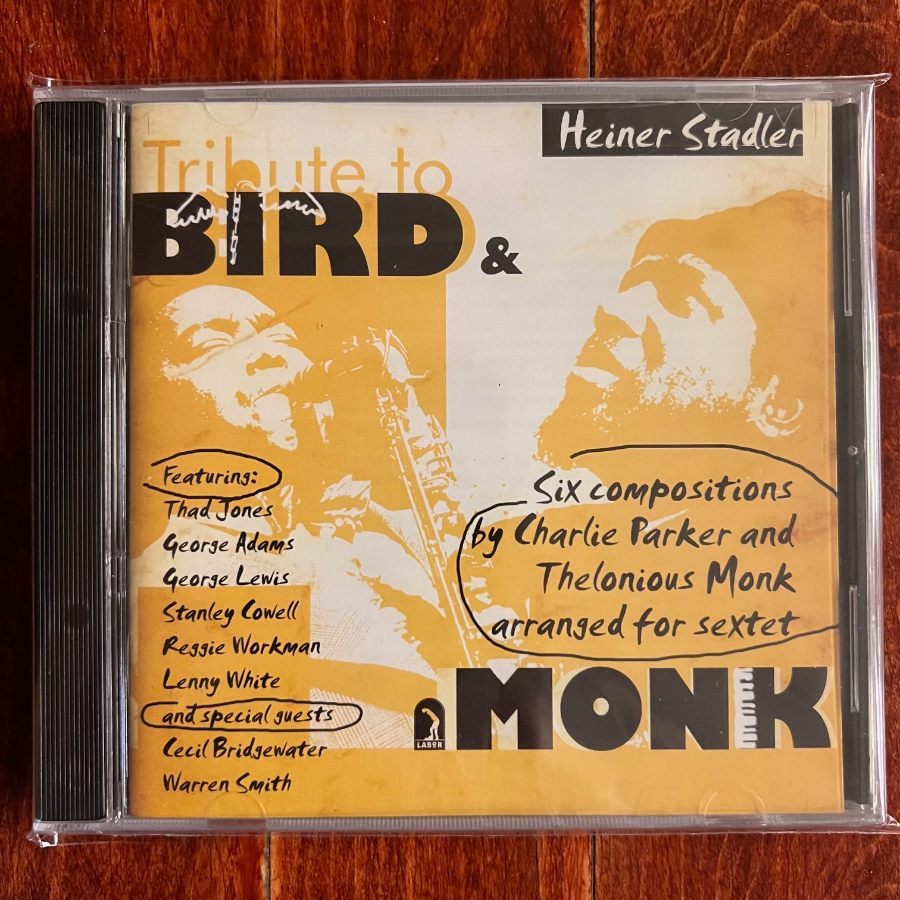 Heiner Stadler
Tribute to
BIRD &
Featuring:
Thad Jones
George Adams
George Lewis
Stanley Cowell
Reggie Workman
Lenny White
and special guests
Cecil Bridgewater
Warren Smith
Six compositions
by Charlie Parker and
Thelonious Monk
arranged for sextet
LABOR
MONK